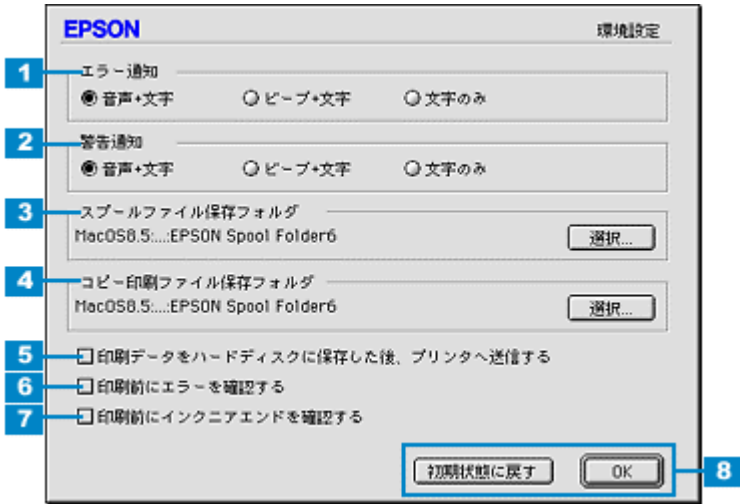 EPSON 環境設定
1 エラー通知
音声+文字 ビープ+文字 文字のみ
2 警告通知
音声+文字 ビープ+文字 文字のみ
3 スプールファイル保存フォルダ
MacOS8.5:...:EPSON Spool Folder6 選択...
4 コピー印刷ファイル保存フォルダ
MacOS8.5:...:EPSON Spool Folder6 選択...
5 印刷データをハードディスクに保存した後、プリンタへ送信する
6 印刷前にエラーを確認する
7 印刷前にインクニアエンドを確認する
初期状態に戻す OK 8